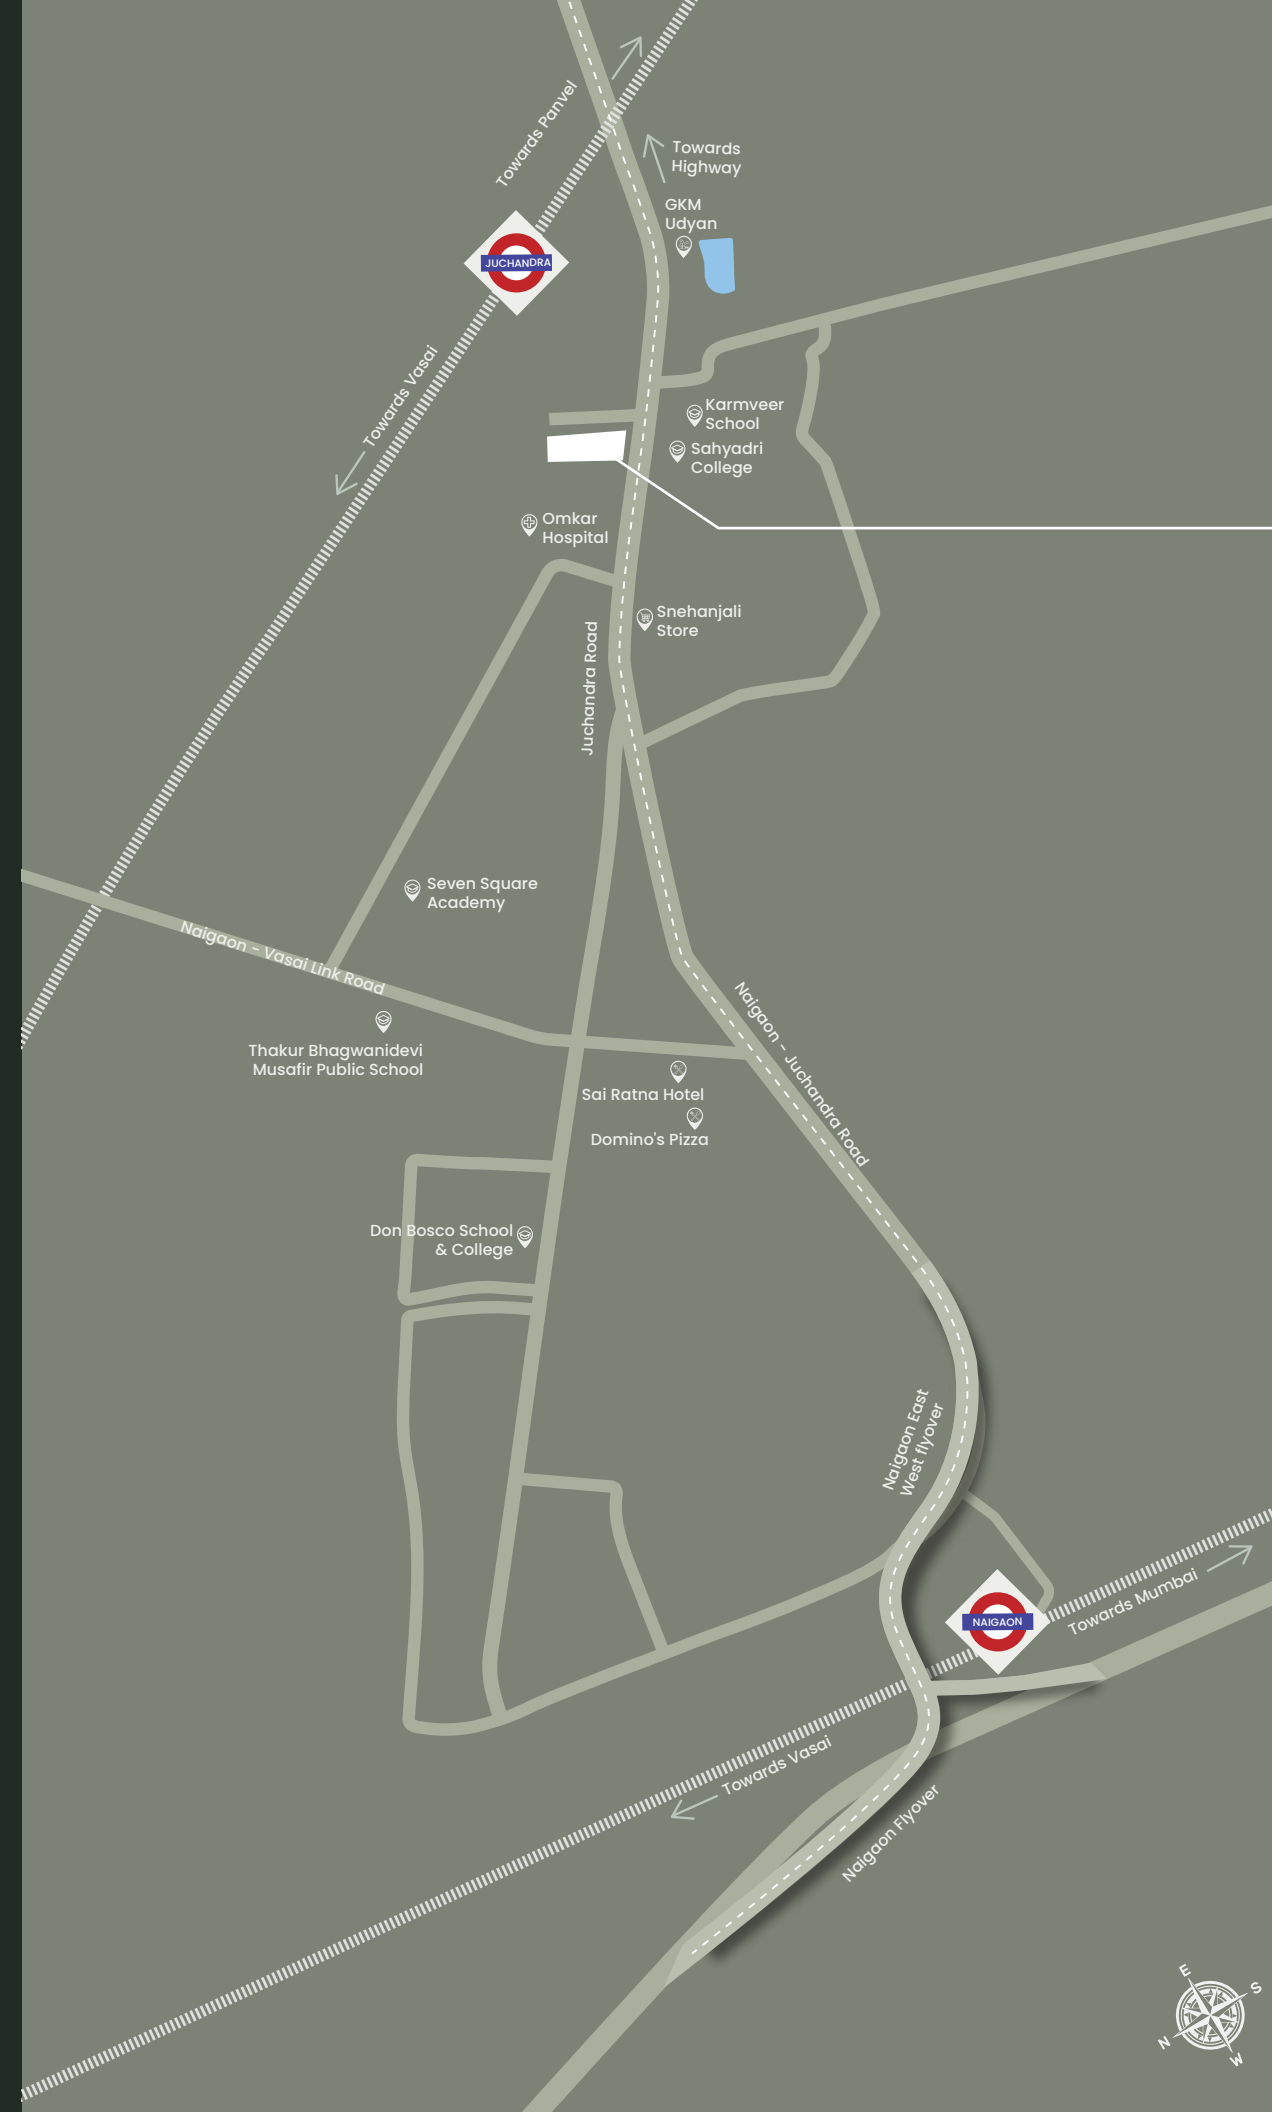 Towards Panvel
Towards
Highway
GKM
Udyan
JUCHANDRA
Towards Vasai
Karmveer
School
Sahyadri
College
Omkar
Hospital
Snehanjali
Store
Juchandra Road
Seven Square
Academy
Naigaon - Vasai Link Road
Naigaon - Juchandra Road
Thakur Bhagwanidevi
Musafir Public School
Sai Ratna Hotel
Domino's Pizza
Don Bosco School
& College
Naigaon East
West flyover
NAIGAON
Towards Mumbai
Towards Vasai
Naigaon Flyover
E
S
N
W